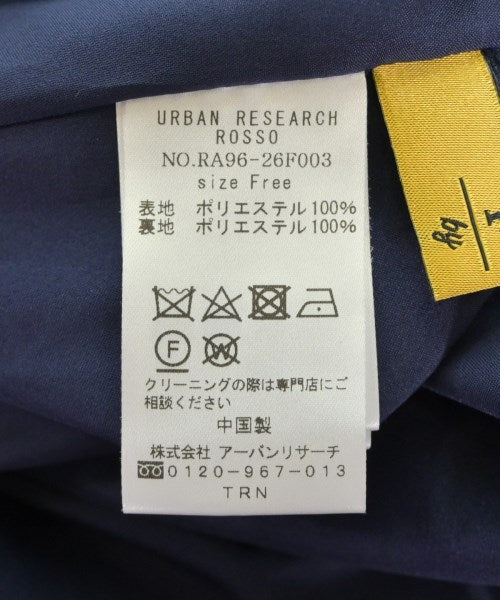 URBAN RESEARCH
ROSSO
NO.RA96-26F003
size Free
表地 ポリエステル100%
裏地 ポリエステル100%
F W
クリーニングの際は専門店にご
相談ください
中国製
株式会社 アーバンリサーチ
0120-967-013
TRN
by